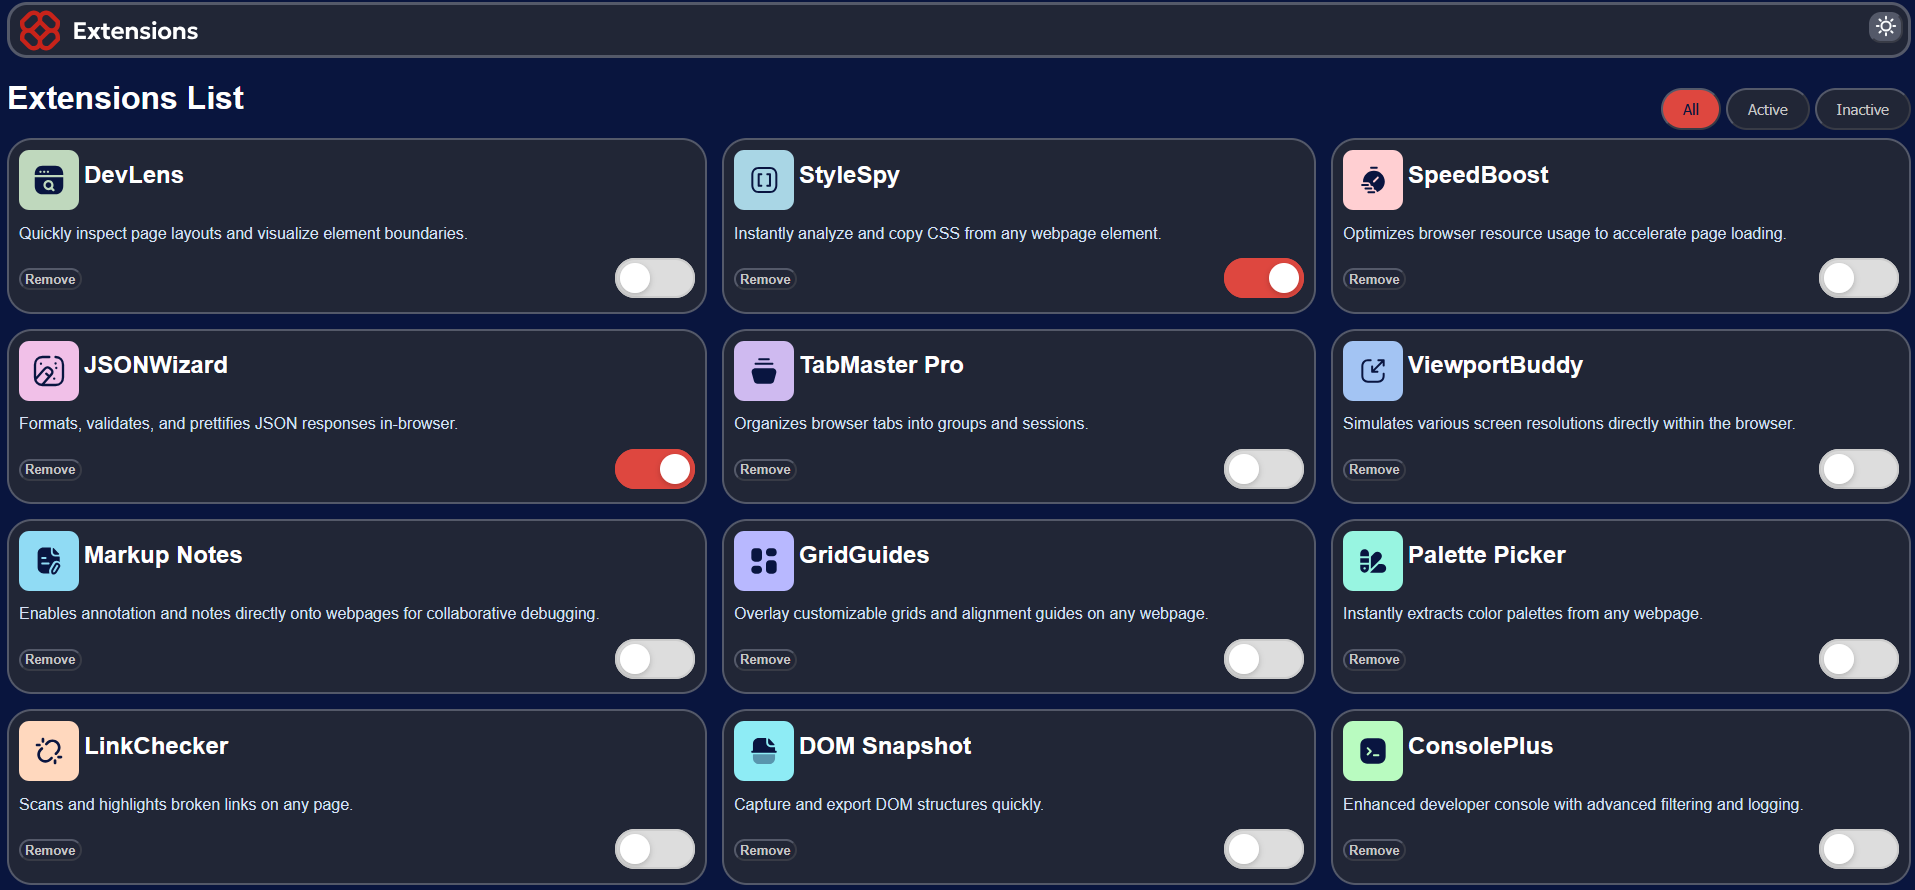 Extensions
Extensions List
All Active Inactive
DevLens
Quickly inspect page layouts and visualize element boundaries.
Remove
StyleSpy
Instantly analyze and copy CSS from any webpage element.
Remove
SpeedBoost
Optimizes browser resource usage to accelerate page loading.
Remove
JSONWizard
Formats, validates, and prettifies JSON responses in-browser.
Remove
TabMaster Pro
Organizes browser tabs into groups and sessions.
Remove
ViewportBuddy
Simulates various screen resolutions directly within the browser.
Remove
Markup Notes
Enables annotation and notes directly onto webpages for collaborative debugging.
Remove
GridGuides
Overlay customizable grids and alignment guides on any webpage.
Remove
Palette Picker
Instantly extracts color palettes from any webpage.
Remove
LinkChecker
Scans and highlights broken links on any page.
Remove
DOM Snapshot
Capture and export DOM structures quickly.
Remove
ConsolePlus
Enhanced developer console with advanced filtering and logging.
Remove